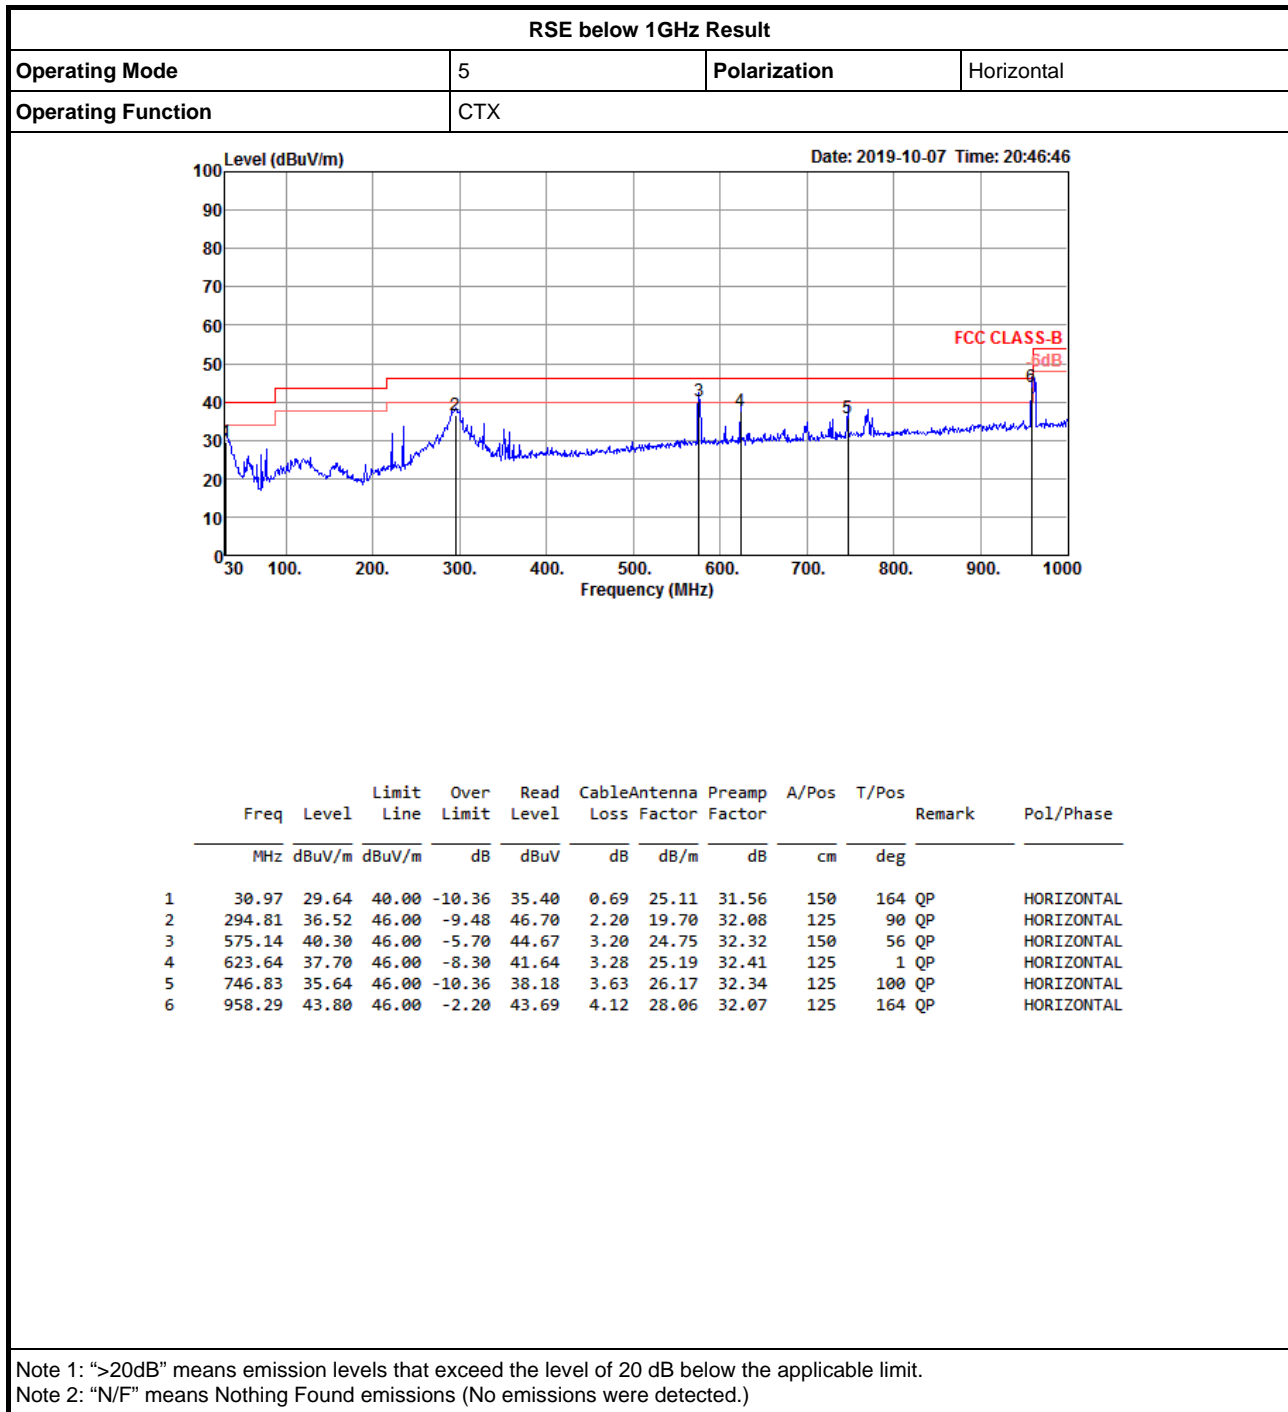 RSE below 1GHz Result
Operating Mode 5 Polarization Horizontal
Operating Function CTX
Level (dBuV/m) Date: 2019-10-07 Time: 20:46:46
100
90
80
70
60
FCC CLASS-B
50
-6dB
6
40
3
4
2
5
30
1
20
10
0
30 100. 200. 300. 400. 500. 600. 700. 800. 900. 1000
Frequency (MHz)
Limit Over Read CableAntenna Preamp A/Pos T/Pos
Freq Level Line Limit Level Loss Factor Factor Remark Pol/Phase
MHz dBuV/m dBuV/m dB dBuV dB dB/m dB cm deg
1 30.97 29.64 40.00 -10.36 35.40 0.69 25.11 31.56 150 164 QP HORIZONTAL
2 294.81 36.52 46.00 -9.48 46.70 2.20 19.70 32.08 125 90 QP HORIZONTAL
3 575.14 40.30 46.00 -5.70 44.67 3.20 24.75 32.32 150 56 QP HORIZONTAL
4 623.64 37.70 46.00 -8.30 41.64 3.28 25.19 32.41 125 1 QP HORIZONTAL
5 746.83 35.64 46.00 -10.36 38.18 3.63 26.17 32.34 125 100 QP HORIZONTAL
6 958.29 43.80 46.00 -2.20 43.69 4.12 28.06 32.07 125 164 QP HORIZONTAL
Note 1: “>20dB” means emission levels that exceed the level of 20 dB below the applicable limit.
Note 2: “N/F” means Nothing Found emissions (No emissions were detected.)